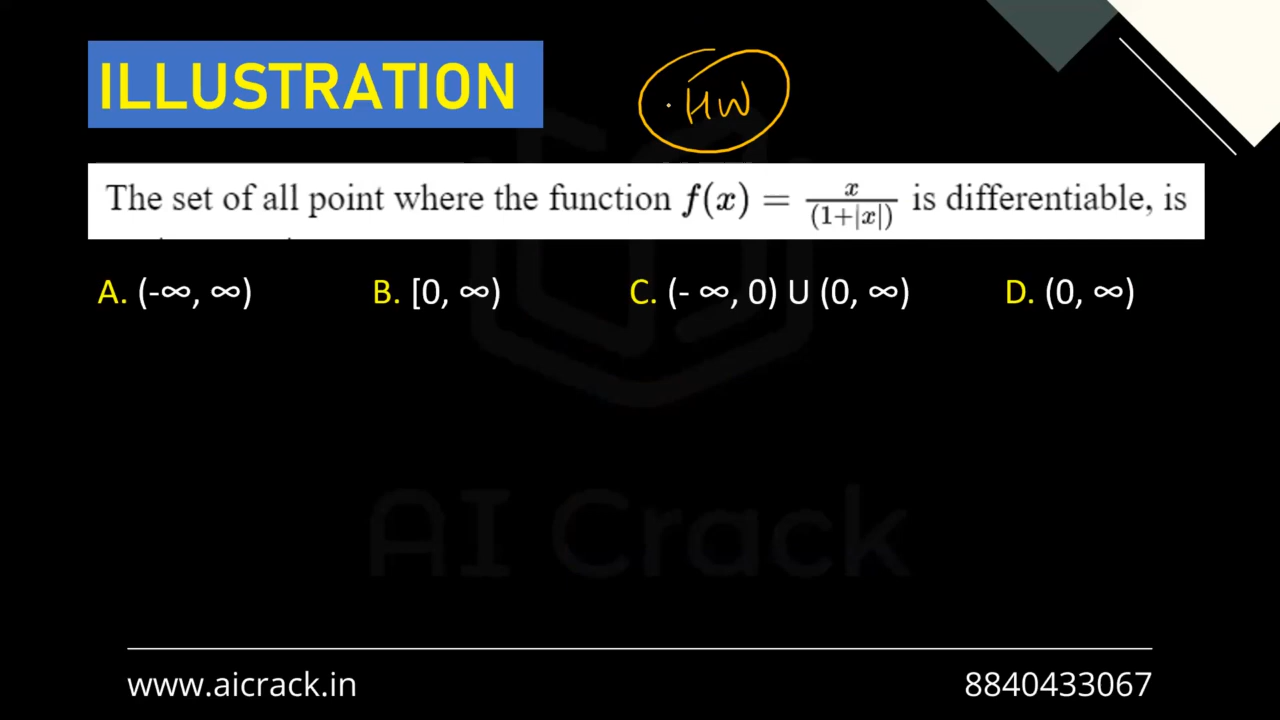 ILLUSTRATION
HW
The set of all point where the function f(x) = x/(1+|x|) is differentiable, is
A. (-∞, ∞) B. [0, ∞) C. (- ∞, 0) U (0, ∞) D. (0, ∞)
AI Crack
www.aicrack.in 8840433067